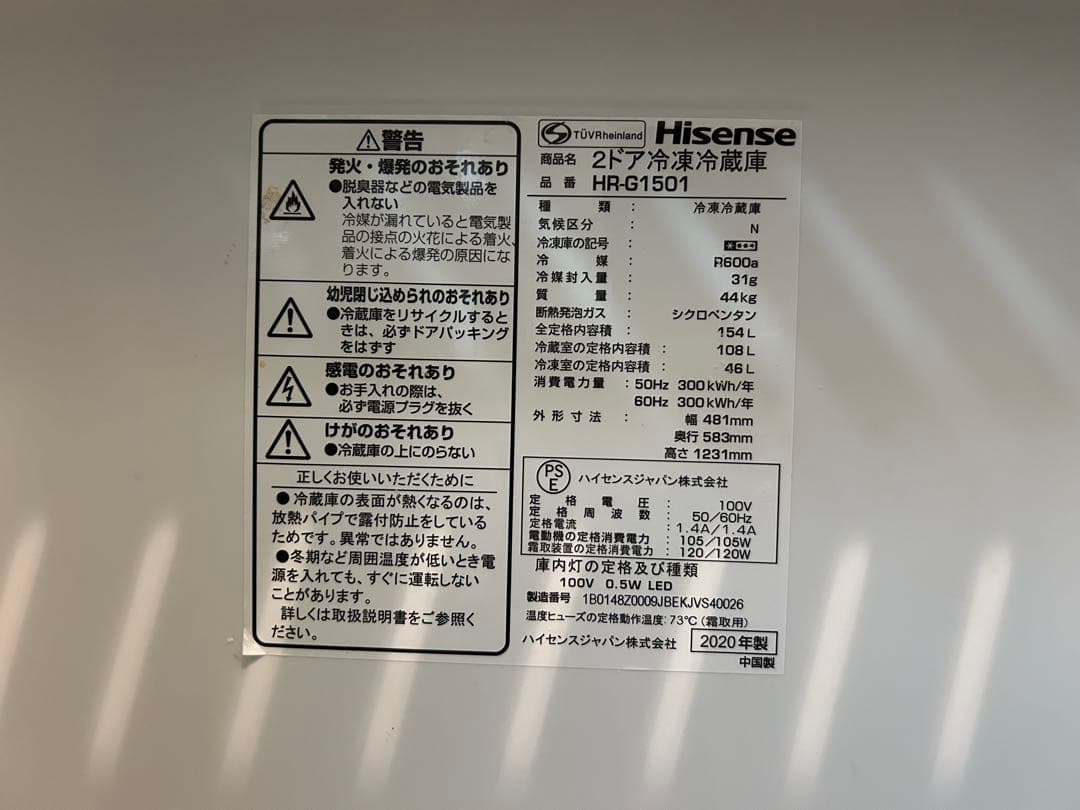 ⚠警告
発火・爆発のおそれあり
●脱臭器などの電気製品を
入れない
冷媒が漏れていると電気製
品の接点の火花による着火、
着火による爆発の原因にな
ります。
幼児閉じ込められのおそれあり
●冷蔵庫をリサイクルすると
きは、必ずドアパッキング
をはずす
感電のおそれあり
●お手入れの際は、
必ず電源プラグを抜く
けがのおそれあり
●冷蔵庫の上にのらない
正しくお使いいただくために
●冷蔵庫の表面が熱くなるのは、
放熱パイプで露付防止をしている
ためです。異常ではありません。
●冬期など周囲温度が低いとき電
源を入れても、すぐに運転しない
ことがあります。
詳しくは取扱説明書をご参照く
ださい。
TÜVRheinland Hisense
商品名 2ドア冷凍冷蔵庫
品番 HR-G1501
種類 : 冷凍冷蔵庫
気候区分 : N
冷凍庫の記号 :
冷媒 : R600a
冷媒封入量 : 31g
質量 : 44kg
断熱発泡ガス : シクロペンタン
全定格内容積 : 154L
冷蔵室の定格内容積 : 108L
冷凍室の定格内容積 : 46L
消費電力量 : 50Hz 300kWh/年
60Hz 300kWh/年
外形寸法 : 幅 481mm
奥行 583mm
高さ 1231mm
PSE ハイセンスジャパン株式会社
定格電圧 : 100V
定格周波数 : 50/60Hz
定格電流 : 1.4A/1.4A
電動機の定格消費電力 : 105/105W
霜取装置の定格消費電力 : 120/120W
庫内灯の定格及び種類
100V 0.5W LED
製造番号 1B0148Z0009JBEKJVS40026
温度ヒューズの定格動作温度:73℃(霜取用)
ハイセンスジャパン株式会社 2020年製
中国製